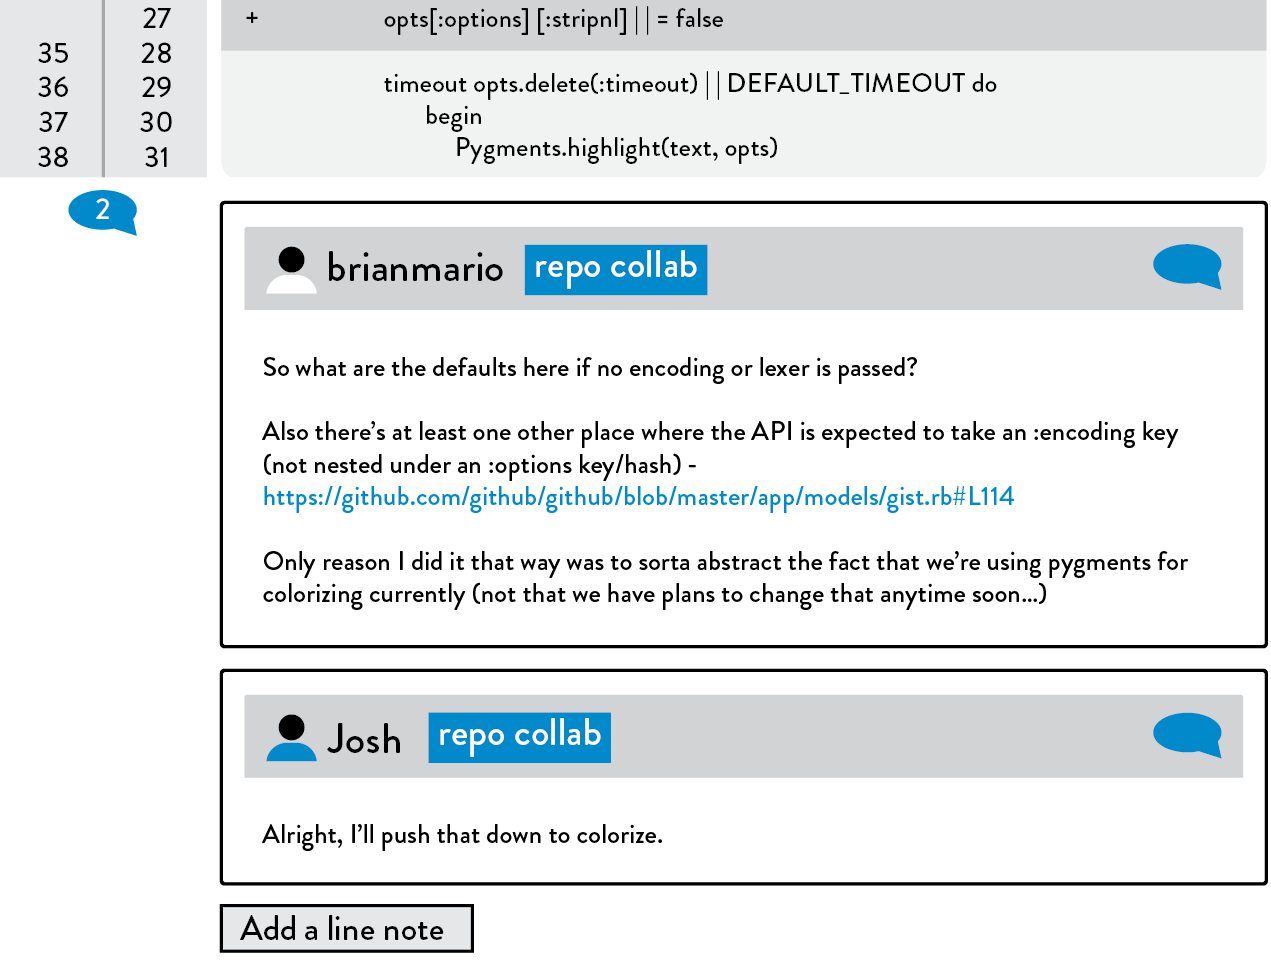 27 + opts[:options] [:stripnl] || = false
35 28
36 29 timeout opts.delete(:timeout) || DEFAULT_TIMEOUT do
37 30 begin
38 31 Pygments.highlight(text, opts)
2
brianmario repo collab
So what are the defaults here if no encoding or lexer is passed?
Also there’s at least one other place where the API is expected to take an :encoding key
(not nested under an :options key/hash) -
https://github.com/github/github/blob/master/app/models/gist.rb#L114
Only reason I did it that way was to sorta abstract the fact that we’re using pygments for
colorizing currently (not that we have plans to change that anytime soon...)
Josh repo collab
Alright, I’ll push that down to colorize.
Add a line note